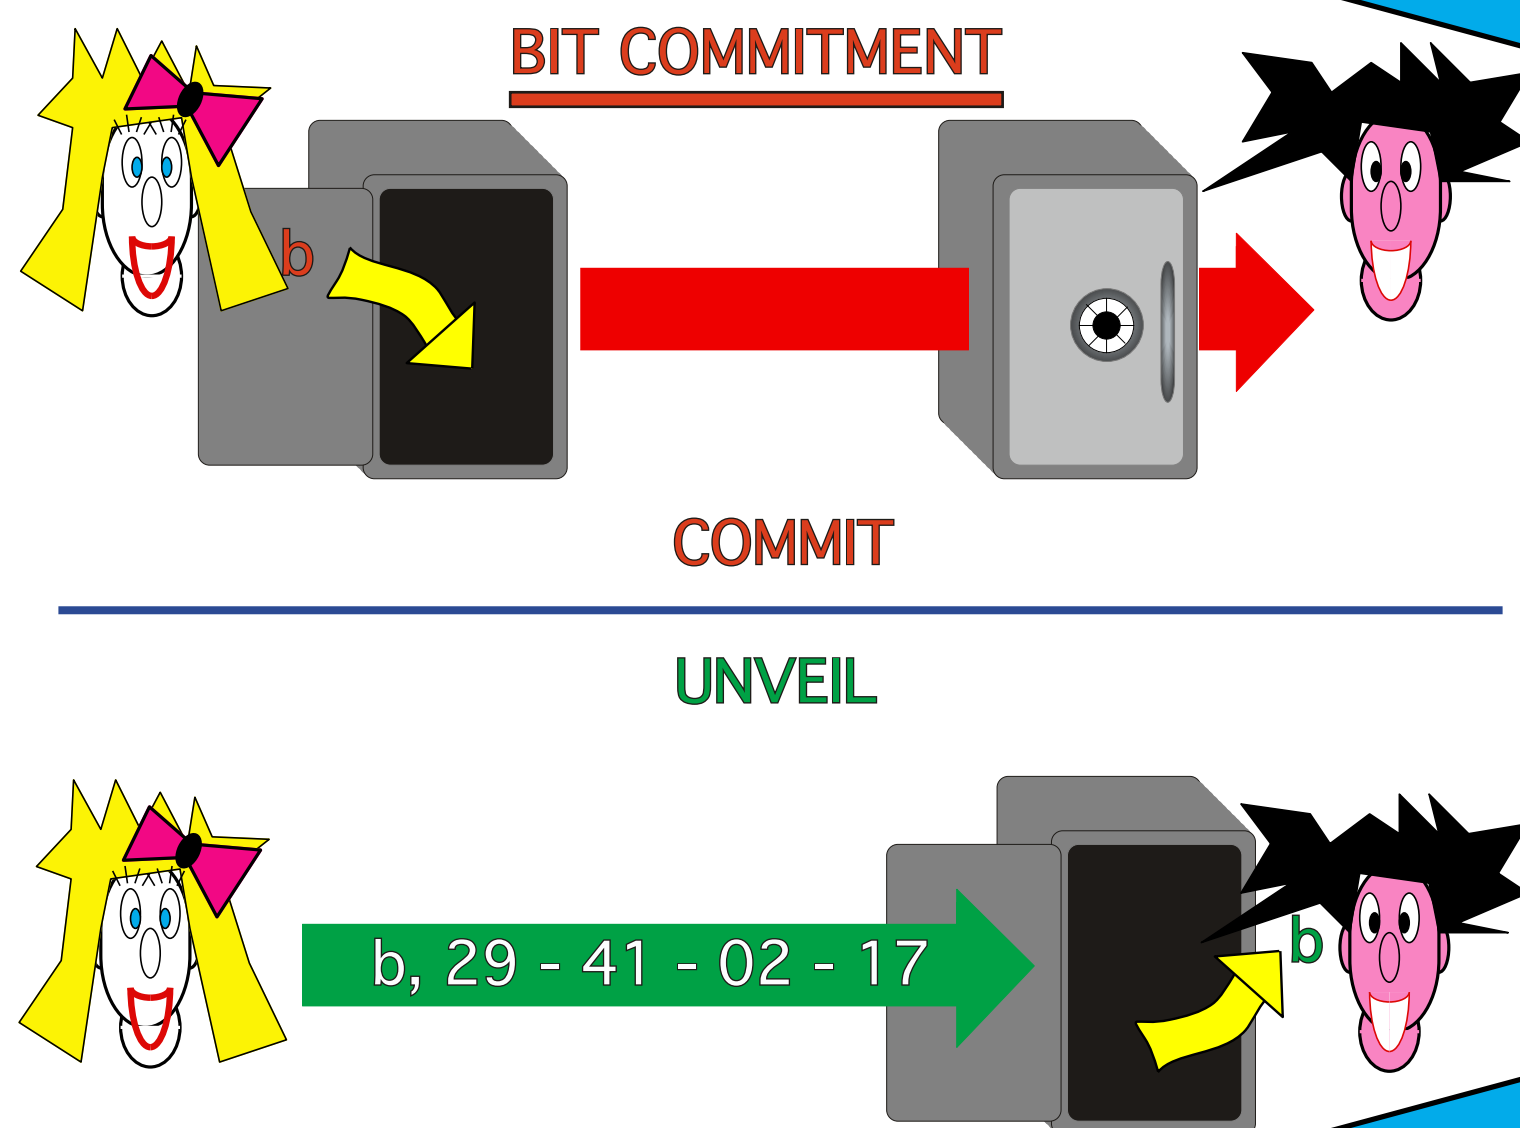 BIT COMMITMENT
b
COMMIT
UNVEIL
b, 29 - 41 - 02 - 17
b